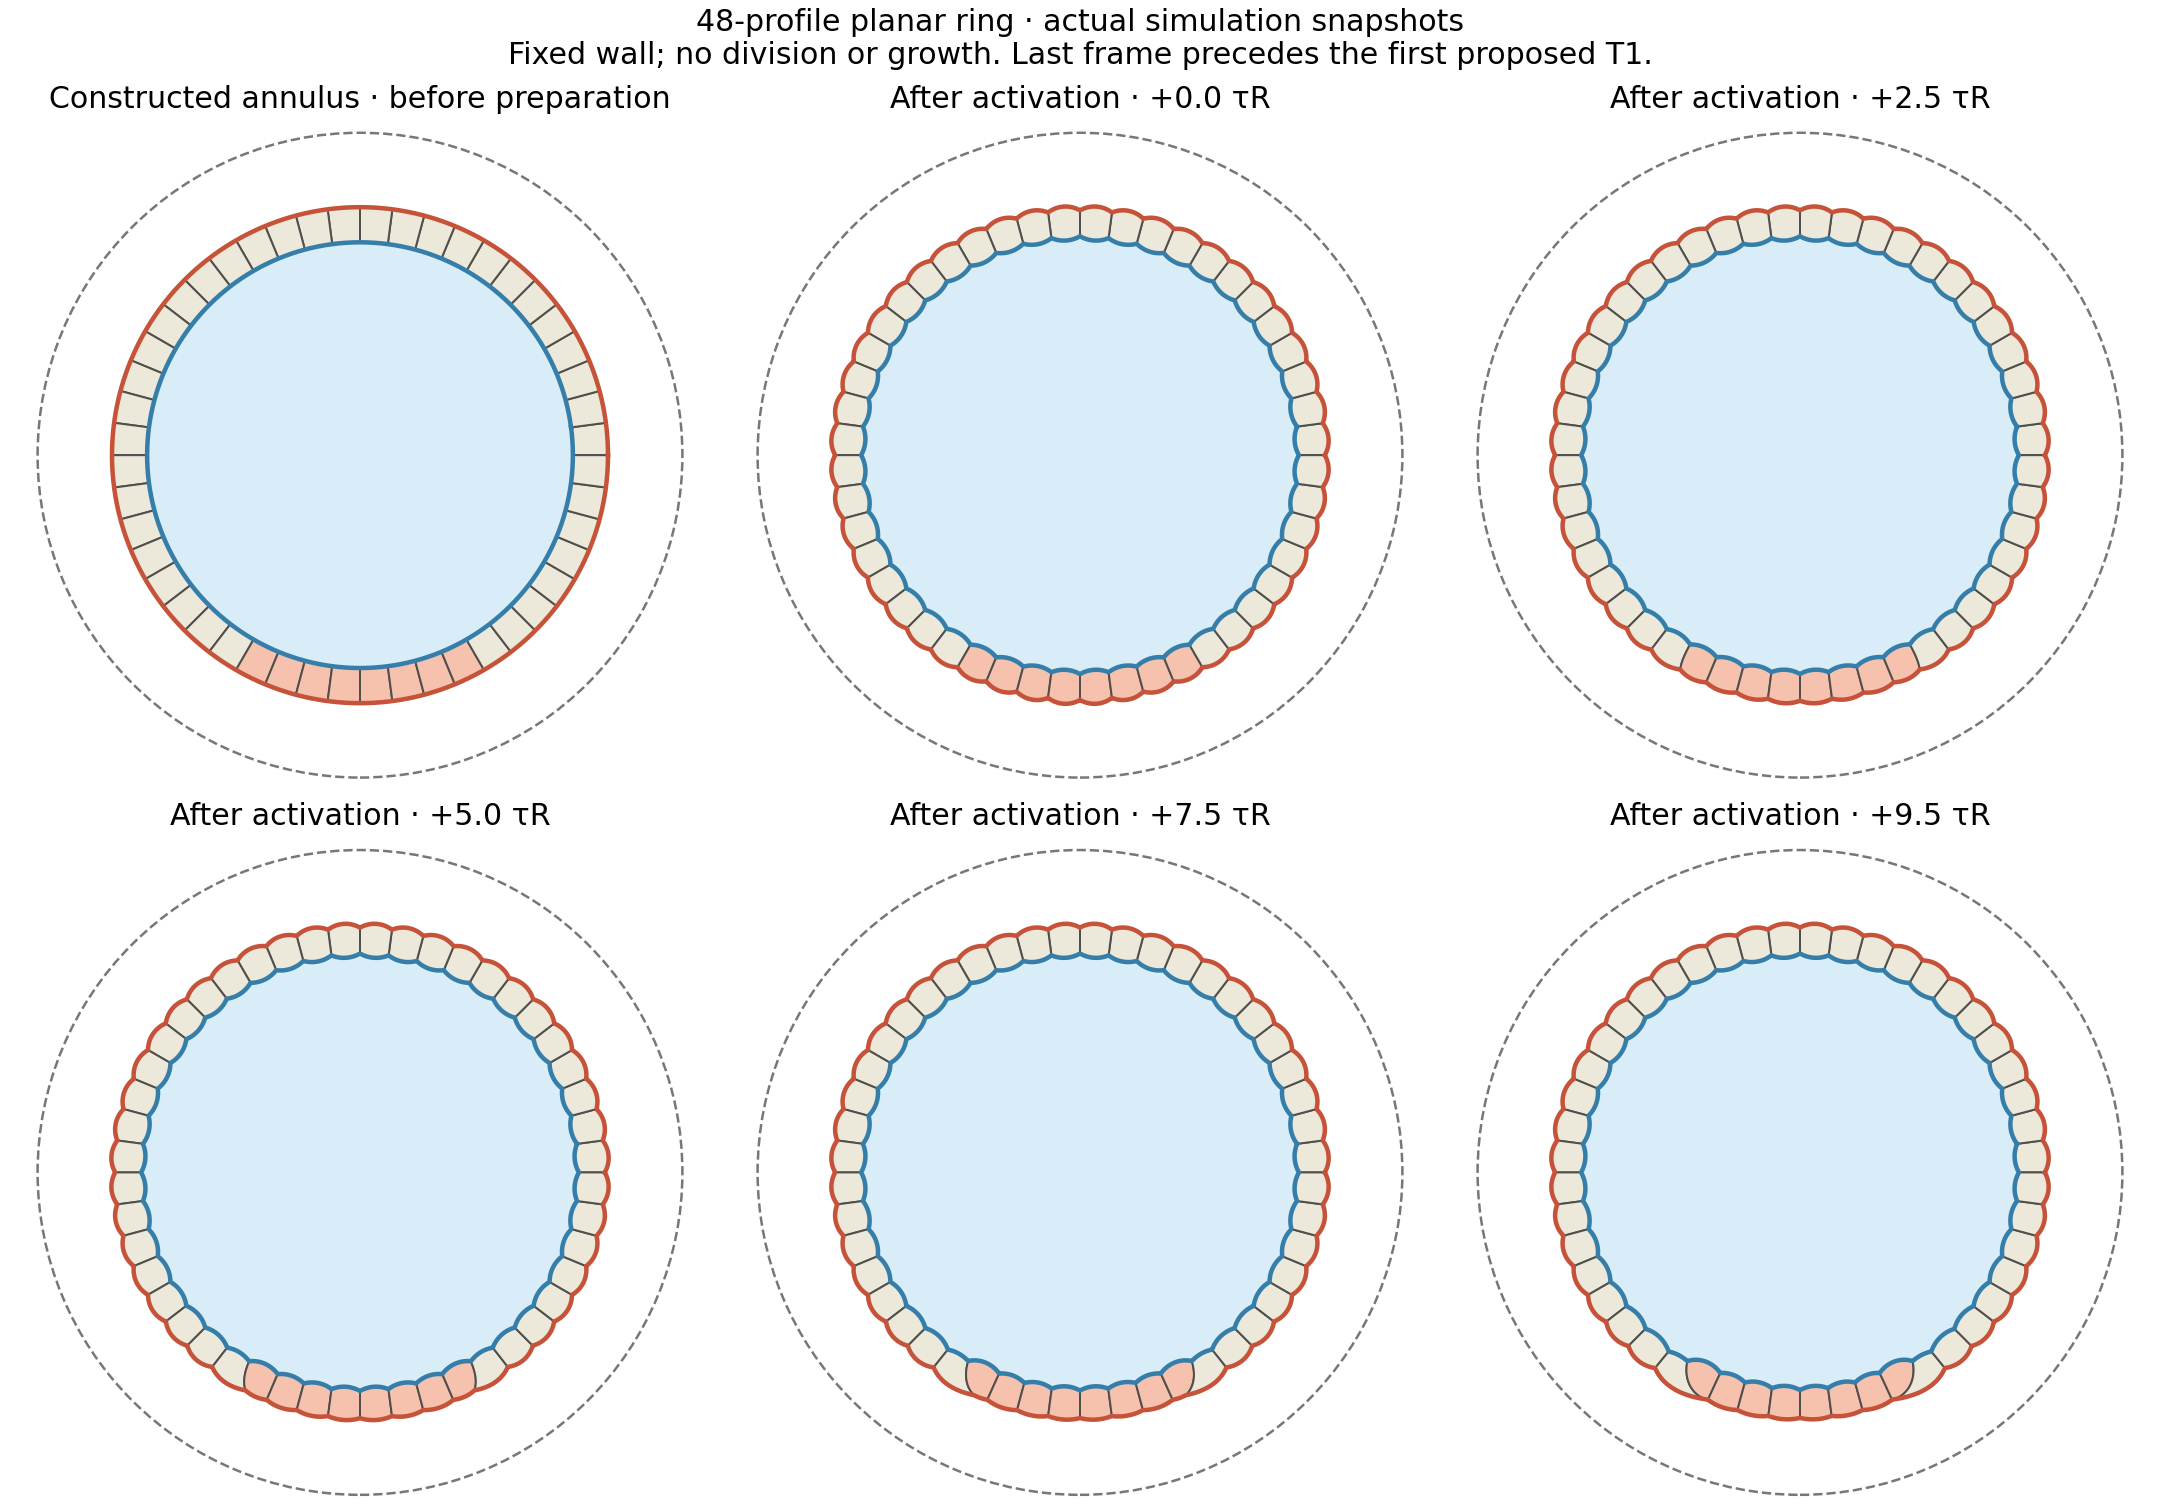 48-profile planar ring · actual simulation snapshots
Fixed wall; no division or growth. Last frame precedes the first proposed T1.
Constructed annulus · before preparation
After activation · +0.0 τR
After activation · +2.5 τR
After activation · +5.0 τR
After activation · +7.5 τR
After activation · +9.5 τR